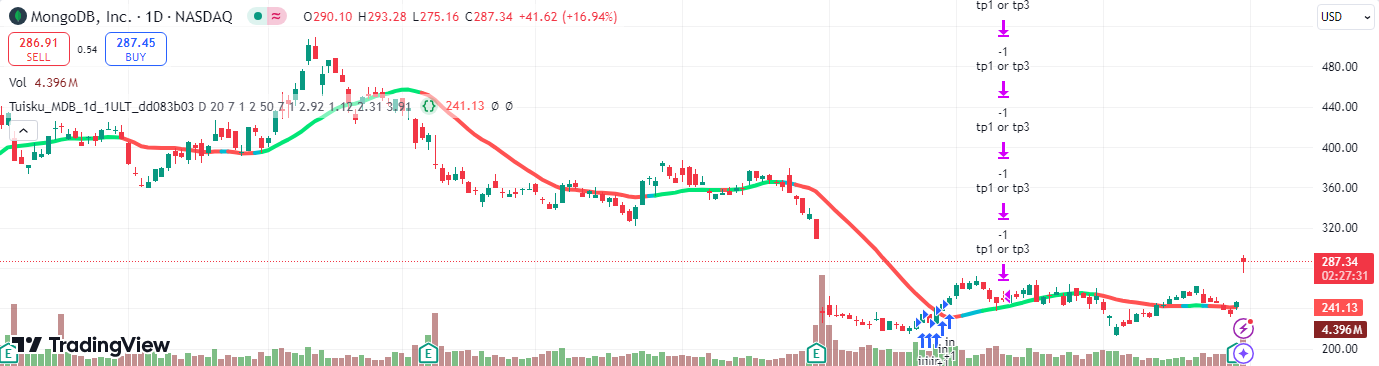 MongoDB, Inc. · 1D · NASDAQ O290.10 H293.28 L275.16 C287.34 +41.62 (+16.94%)
286.91 SELL
0.54
287.45 BUY
Vol 4.396M
Tuisku_MDB_1d_1ULT_dd083b03 D 20 7 1 2 50 7 1 2.92 1.12 2.31 3.91 {} 241.13 Ø Ø
tp1 or tp3
-1
tp1 or tp3
-1
tp1 or tp3
-1
tp1 or tp3
-1
tp1 or tp3
USD
480.00
440.00
400.00
360.00
320.00
287.34
02:27:31
241.13
4.396M
200.00
TradingView
E
E
E
in